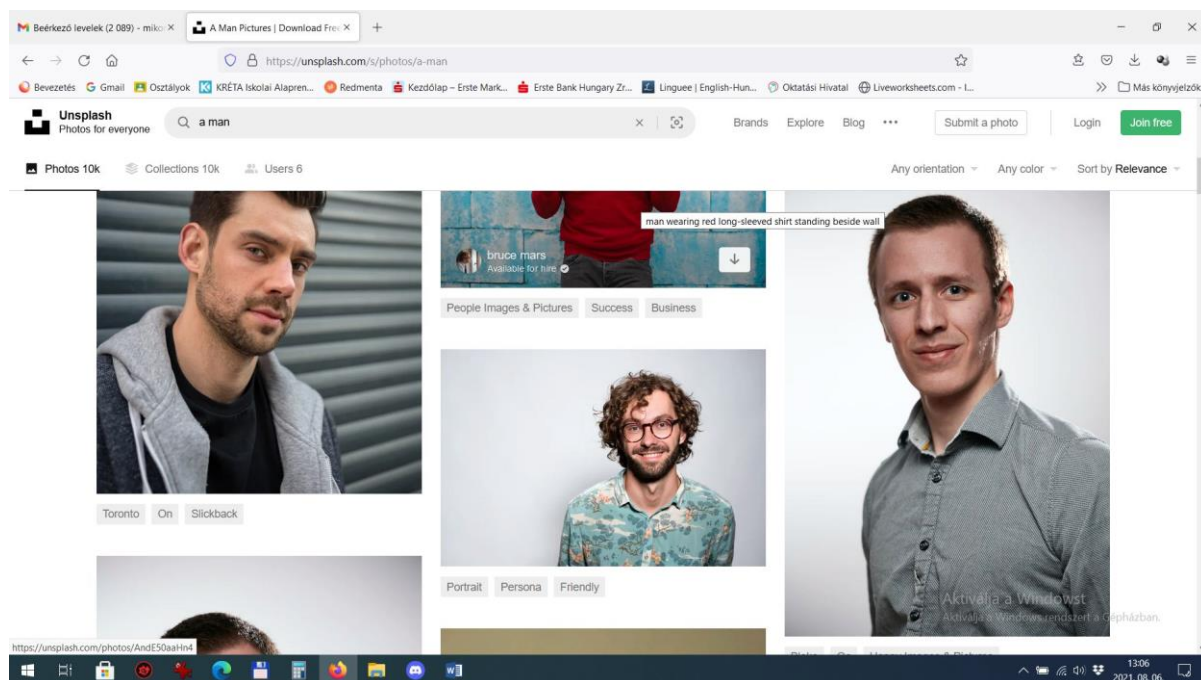 Beérkező levelek (2 089) - miko
A Man Pictures | Download Fre
https://unsplash.com/s/photos/a-man
Bevezetés Gmail Osztályok KRÉTA Iskolai Alapren... Redmenta Kezdőlap – Erste Mark... Erste Bank Hungary Zr... Linguee | English-Hun... Oktatási Hivatal Liveworksheets.com - I... Más könyvjelzők
Unsplash
Photos for everyone
a man
Brands Explore Blog Submit a photo Login Join free
Photos 10k Collections 10k Users 6 Any orientation Any color Sort by Relevance
man wearing red long-sleeved shirt standing beside wall
bruce mars
Available for hire
People Images & Pictures Success Business
Toronto On Slickback
Portrait Persona Friendly
Aktiválja a Windowst
Aktiválja a Windows rendszert a Gépházban.
https://unsplash.com/photos/AndE50aaHn4
13:06
2021. 08. 06.